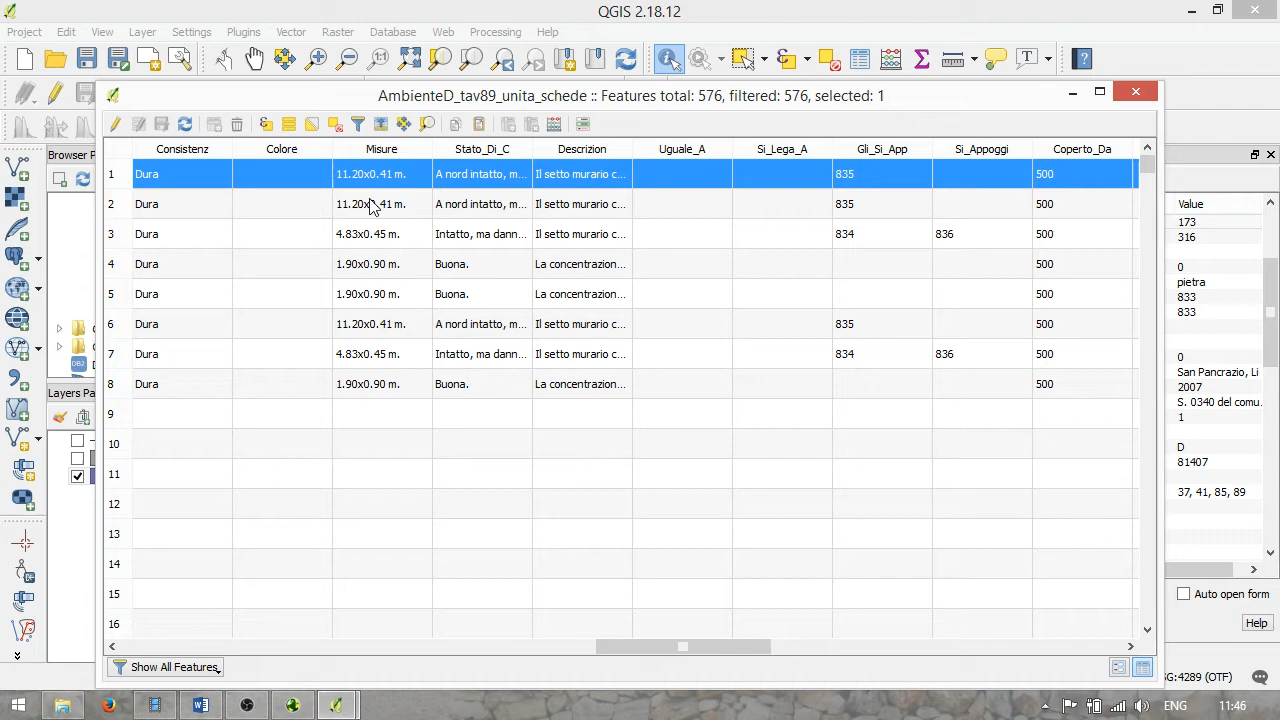 QGIS 2.18.12
Project Edit View Layer Settings Plugins Vector Raster Database Web Processing Help
AmbienteD_tav89_unita_schede :: Features total: 576, filtered: 576, selected: 1
Browser P
Layers Pa
Consistenz Colore Misure Stato_Di_C Descrizion Uguale_A Si_Lega_A Gli_Si_App Si_Appoggi Coperto_Da
1 Dura 11.20x0.41 m. A nord intatto, m... Il setto murario c... 835 500
2 Dura 11.20x0.41 m. A nord intatto, m... Il setto murario c... 835 500
3 Dura 4.83x0.45 m. Intatto, ma dann... Il setto murario c... 834 836 500
4 Dura 1.90x0.90 m. Buona. La concentrazion... 500
5 Dura 1.90x0.90 m. Buona. La concentrazion... 500
6 Dura 11.20x0.41 m. A nord intatto, m... Il setto murario c... 835 500
7 Dura 4.83x0.45 m. Intatto, ma dann... Il setto murario c... 834 836 500
8 Dura 1.90x0.90 m. Buona. La concentrazion... 500
9
10
11
12
13
14
15
16
Show All Features
Value
173
316
0
pietra
833
833
0
San Pancrazio, Li
2007
S. 0340 del comu
1
D
81407
37, 41, 85, 89
Auto open form
Help
SG:4289 (OTF)
ENG 11:46